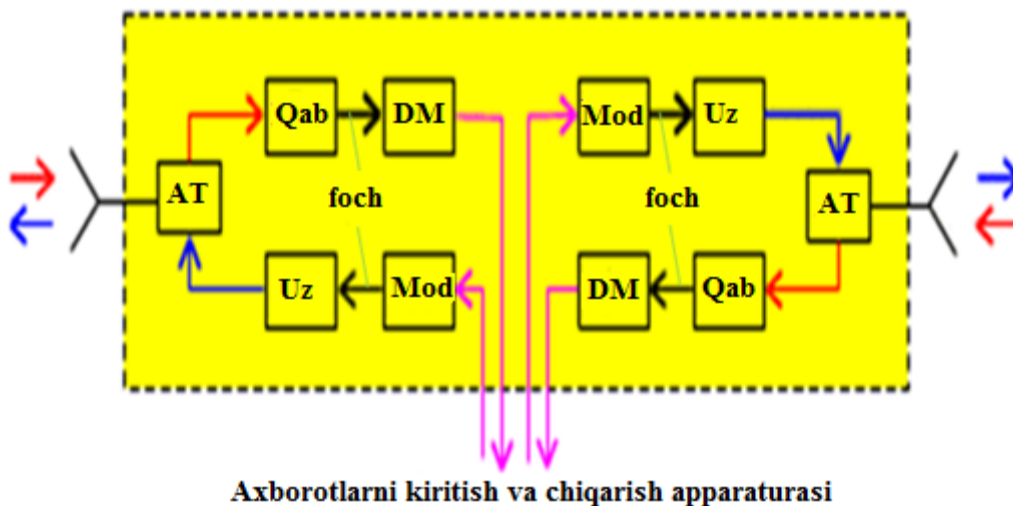 Qab DM Mod Uz
AT foch foch AT
Uz Mod DM Qab
Axborotlarni kiritish va chiqarish apparaturasi